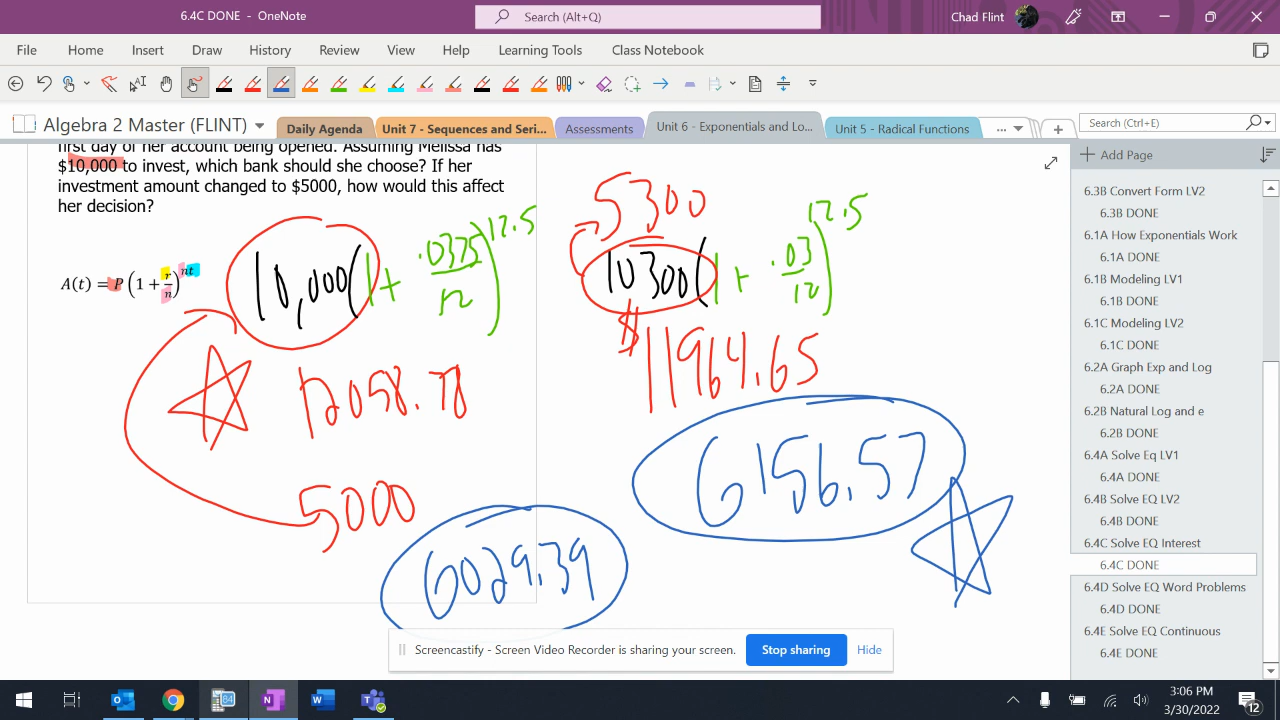 6.4C DONE - OneNote
Search (Alt+Q)
Chad Flint
File Home Insert Draw History Review View Help Learning Tools Class Notebook
Algebra 2 Master (FLINT)
Daily Agenda
Unit 7 - Sequences and Seri...
Assessments
Unit 6 - Exponentials and Lo...
Unit 5 - Radical Functions
...
Search (Ctrl+E)
first day of her account being opened. Assuming Melissa has
$10,000 to invest, which bank should she choose? If her
investment amount changed to $5000, how would this affect
her decision?
A(t) = P(1 + r/n)^nt
10,000(1 + .0375/12)^12.5
12058.78
5000
6029.39
5300
10300(1 + .03/12)^12.5
$11964.65
6156.57
Add Page
6.3B Convert Form LV2
6.3B DONE
6.1A How Exponentials Work
6.1A DONE
6.1B Modeling LV1
6.1B DONE
6.1C Modeling LV2
6.1C DONE
6.2A Graph Exp and Log
6.2A DONE
6.2B Natural Log and e
6.2B DONE
6.4A Solve Eq LV1
6.4A DONE
6.4B Solve EQ LV2
6.4B DONE
6.4C Solve EQ Interest
6.4C DONE
6.4D Solve EQ Word Problems
6.4D DONE
6.4E Solve EQ Continuous
6.4E DONE
Screencastify - Screen Video Recorder is sharing your screen.
Stop sharing
Hide
84
3:06 PM
3/30/2022
12